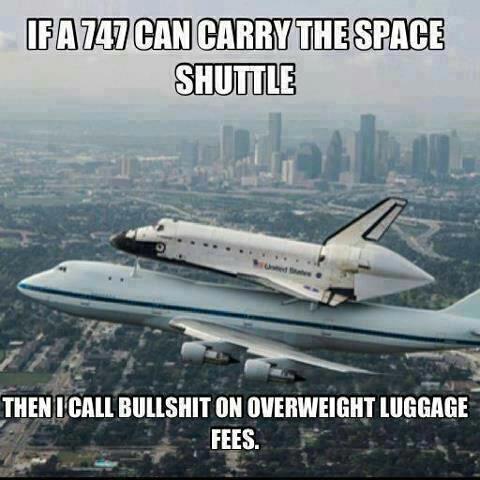 IF A 747 CAN CARRY THE SPACE
SHUTTLE
United States
THEN I CALL BULLSHIT ON OVERWEIGHT LUGGAGE
FEES.